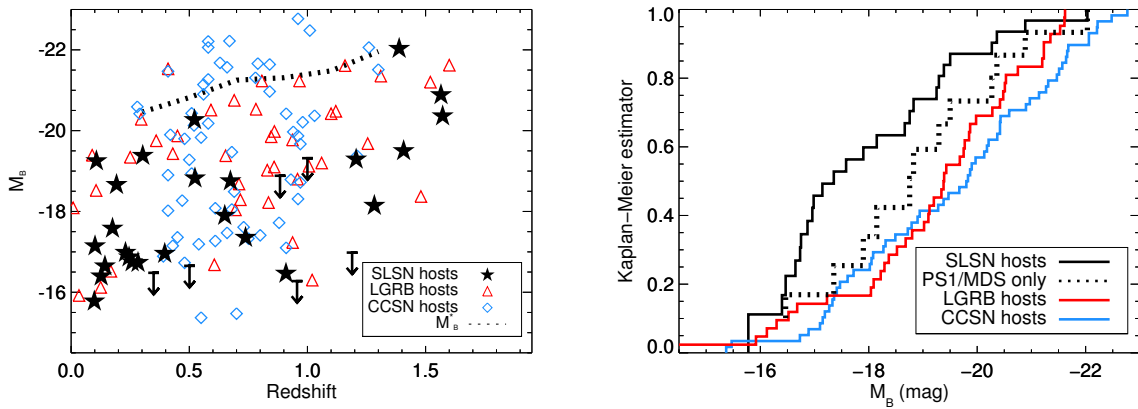 -22
-20
-18
-16
M_B
0.0 0.5 1.0 1.5
Redshift
SLSN hosts
LGRB hosts
CCSN hosts
M*_B
1.0
0.8
0.6
0.4
0.2
0.0
Kaplan−Meier estimator
-16 -18 -20 -22
M_B (mag)
SLSN hosts
PS1/MDS only
LGRB hosts
CCSN hosts